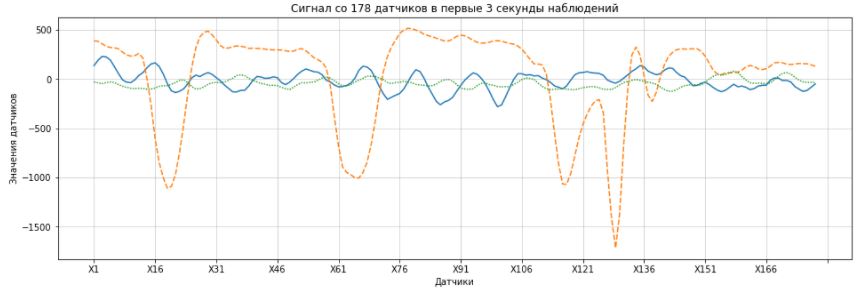 Сигнал со 178 датчиков в первые 3 секунды наблюдений
500
0
−500
−1000
−1500
Значения датчиков
X1 X16 X31 X46 X61 X76 X91 X106 X121 X136 X151 X166
Датчики